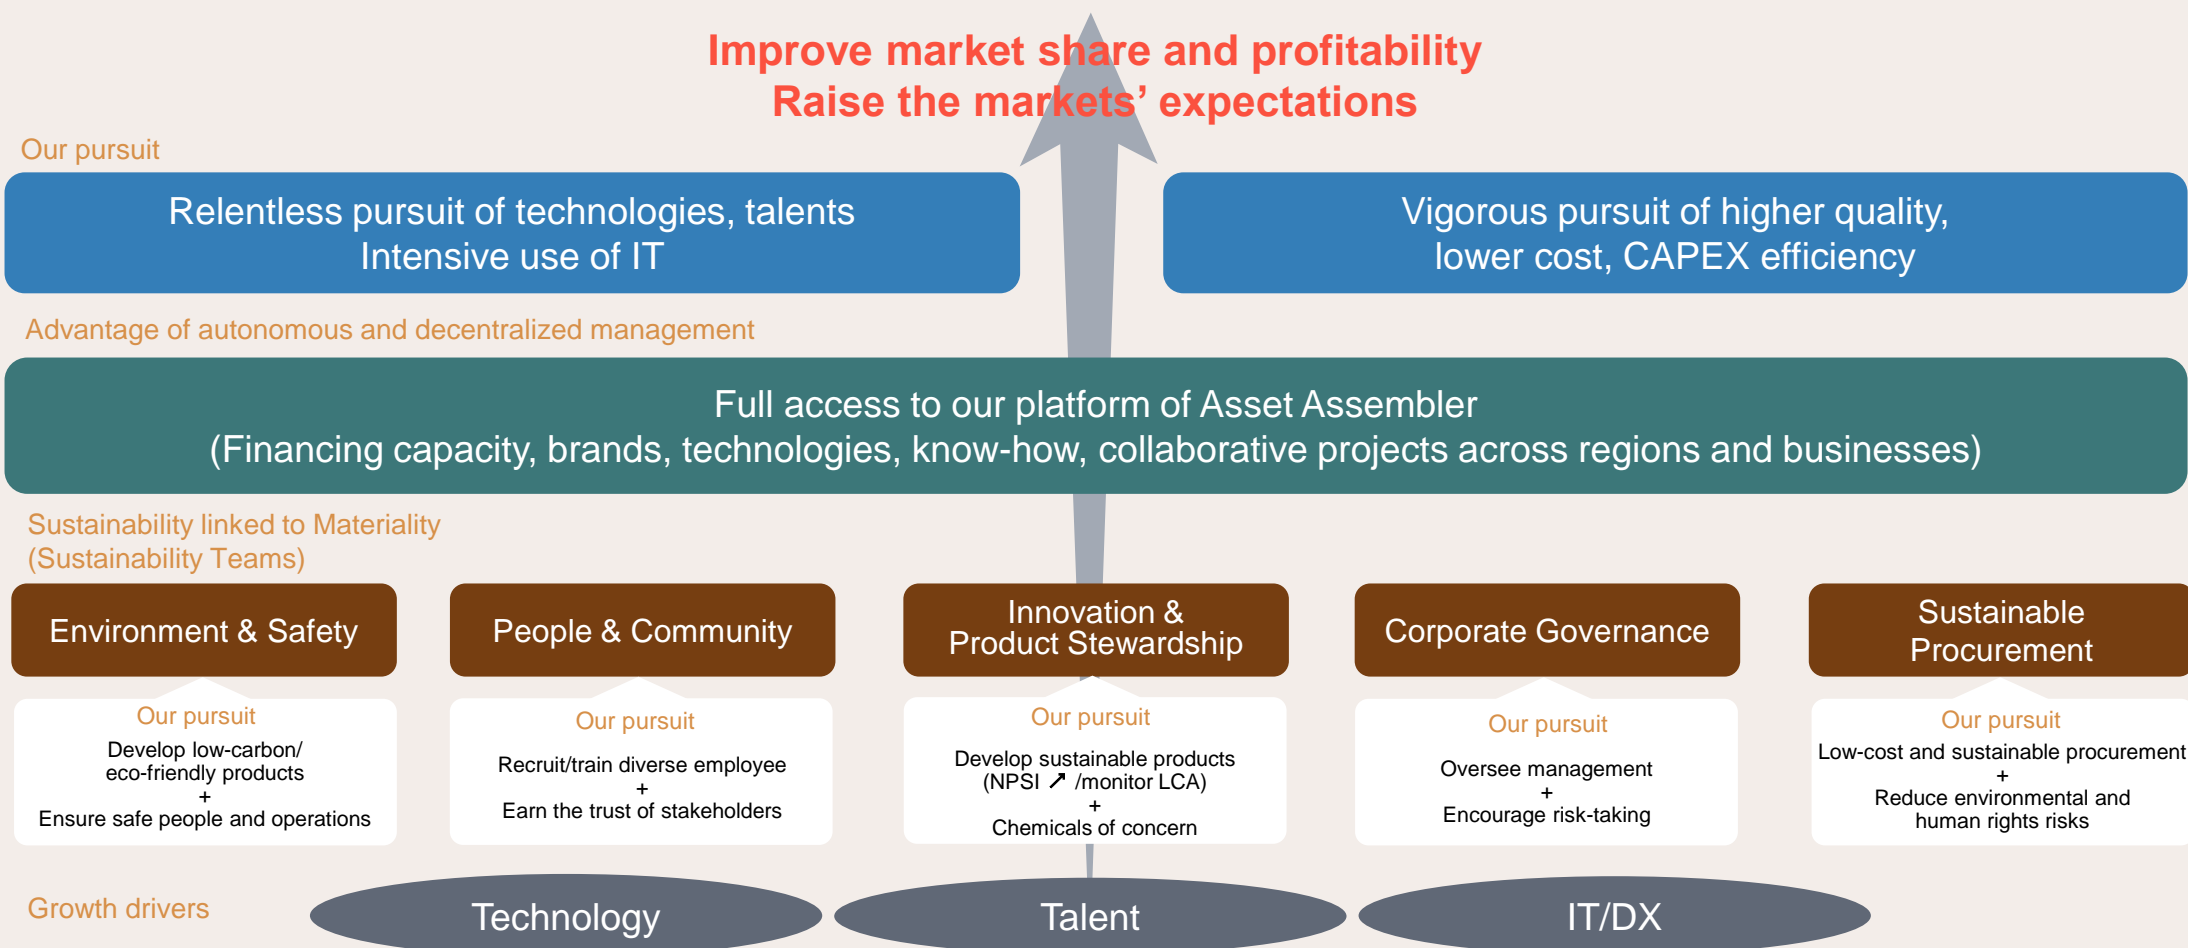 Improve market share and profitability
Raise the markets’ expectations
Our pursuit
Relentless pursuit of technologies, talents
Intensive use of IT
Vigorous pursuit of higher quality,
lower cost, CAPEX efficiency
Advantage of autonomous and decentralized management
Full access to our platform of Asset Assembler
(Financing capacity, brands, technologies, know-how, collaborative projects across regions and businesses)
Sustainability linked to Materiality
(Sustainability Teams)
Environment & Safety
Our pursuit
Develop low-carbon/
eco-friendly products
+
Ensure safe people and operations
People & Community
Our pursuit
Recruit/train diverse employee
+
Earn the trust of stakeholders
Innovation &
Product Stewardship
Our pursuit
Develop sustainable products
(NPSI ↗ /monitor LCA)
+
Chemicals of concern
Corporate Governance
Our pursuit
Oversee management
+
Encourage risk-taking
Sustainable
Procurement
Our pursuit
Low-cost and sustainable procurement
+
Reduce environmental and
human rights risks
Growth drivers
Technology
Talent
IT/DX